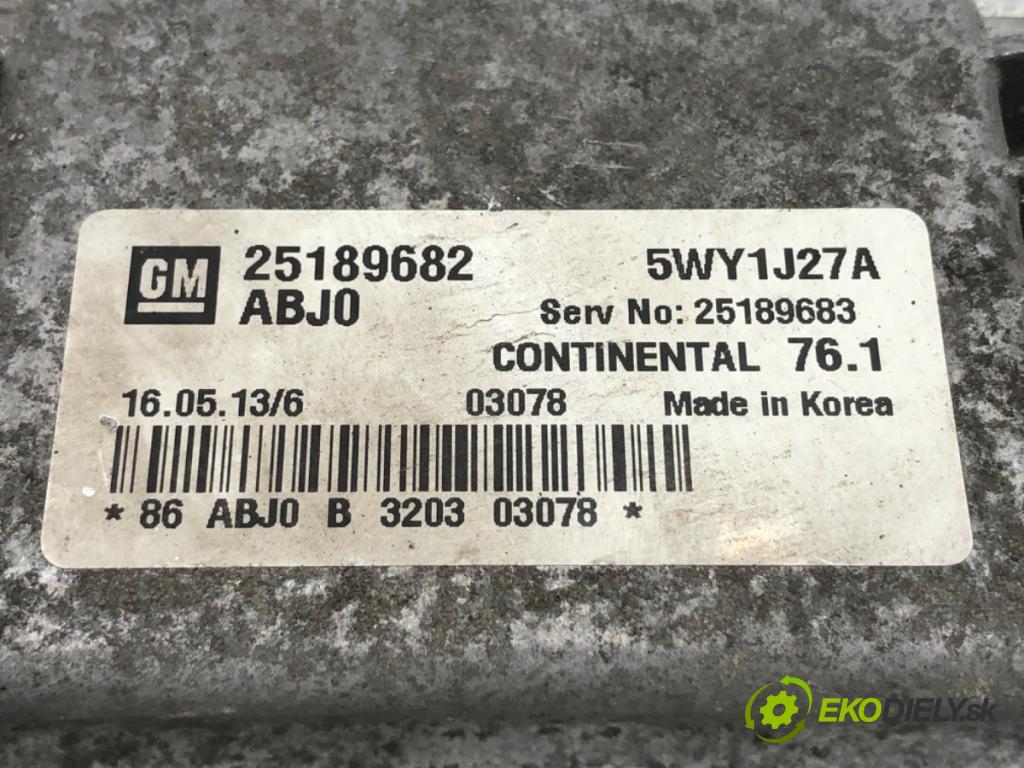 GM 25189682 5WY1J27A
ABJ0 Serv No: 25189683
CONTINENTAL 76.1
16.05.13/6 03078 Made in Korea
* 86 ABJ0 B 3203 03078 *
EKODIELY.sk